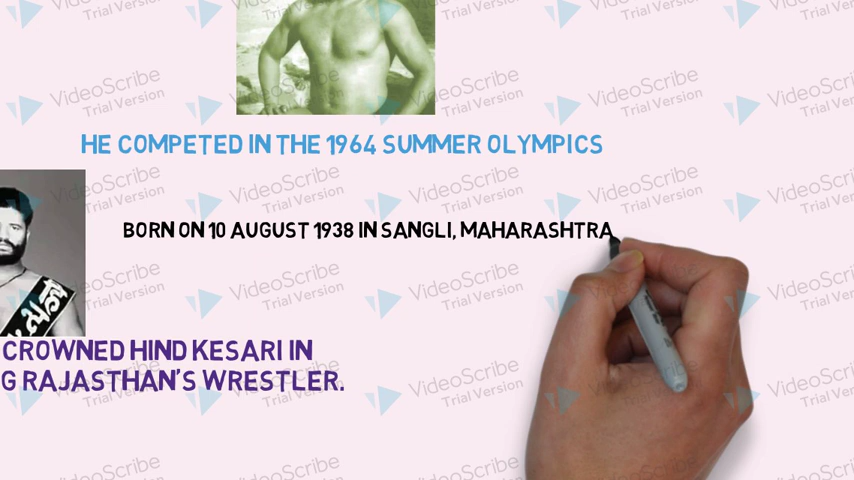 HE COMPETED IN THE 1964 SUMMER OLYMPICS
BORN ON 10 AUGUST 1938 IN SANGLI, MAHARASHTRA
CROWNED HIND KESARI IN
G RAJASTHAN'S WRESTLER.
VideoScribe
Trial Version